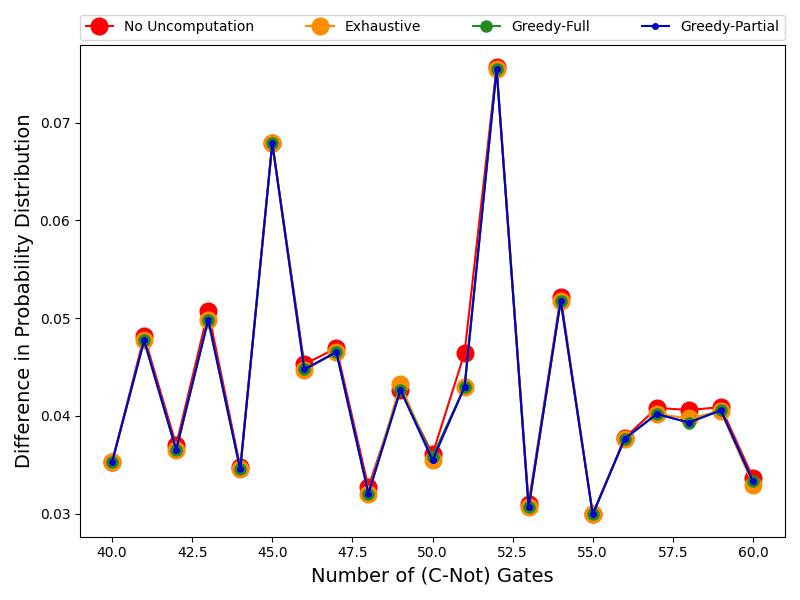 No Uncomputation Exhaustive Greedy-Full Greedy-Partial
Difference in Probability Distribution
0.07
0.06
0.05
0.04
0.03
40.0 42.5 45.0 47.5 50.0 52.5 55.0 57.5 60.0
Number of (C-Not) Gates